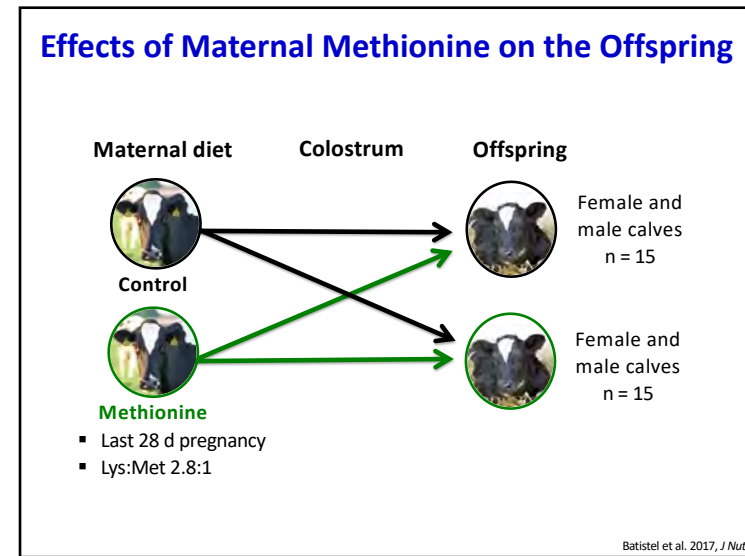 Effects of Maternal Methionine on the Offspring
Maternal diet Colostrum Offspring
Female and
male calves
n = 15
Control
Female and
male calves
n = 15
Methionine
▪ Last 28 d pregnancy
▪ Lys:Met 2.8:1
Batistel et al. 2017, J Nut